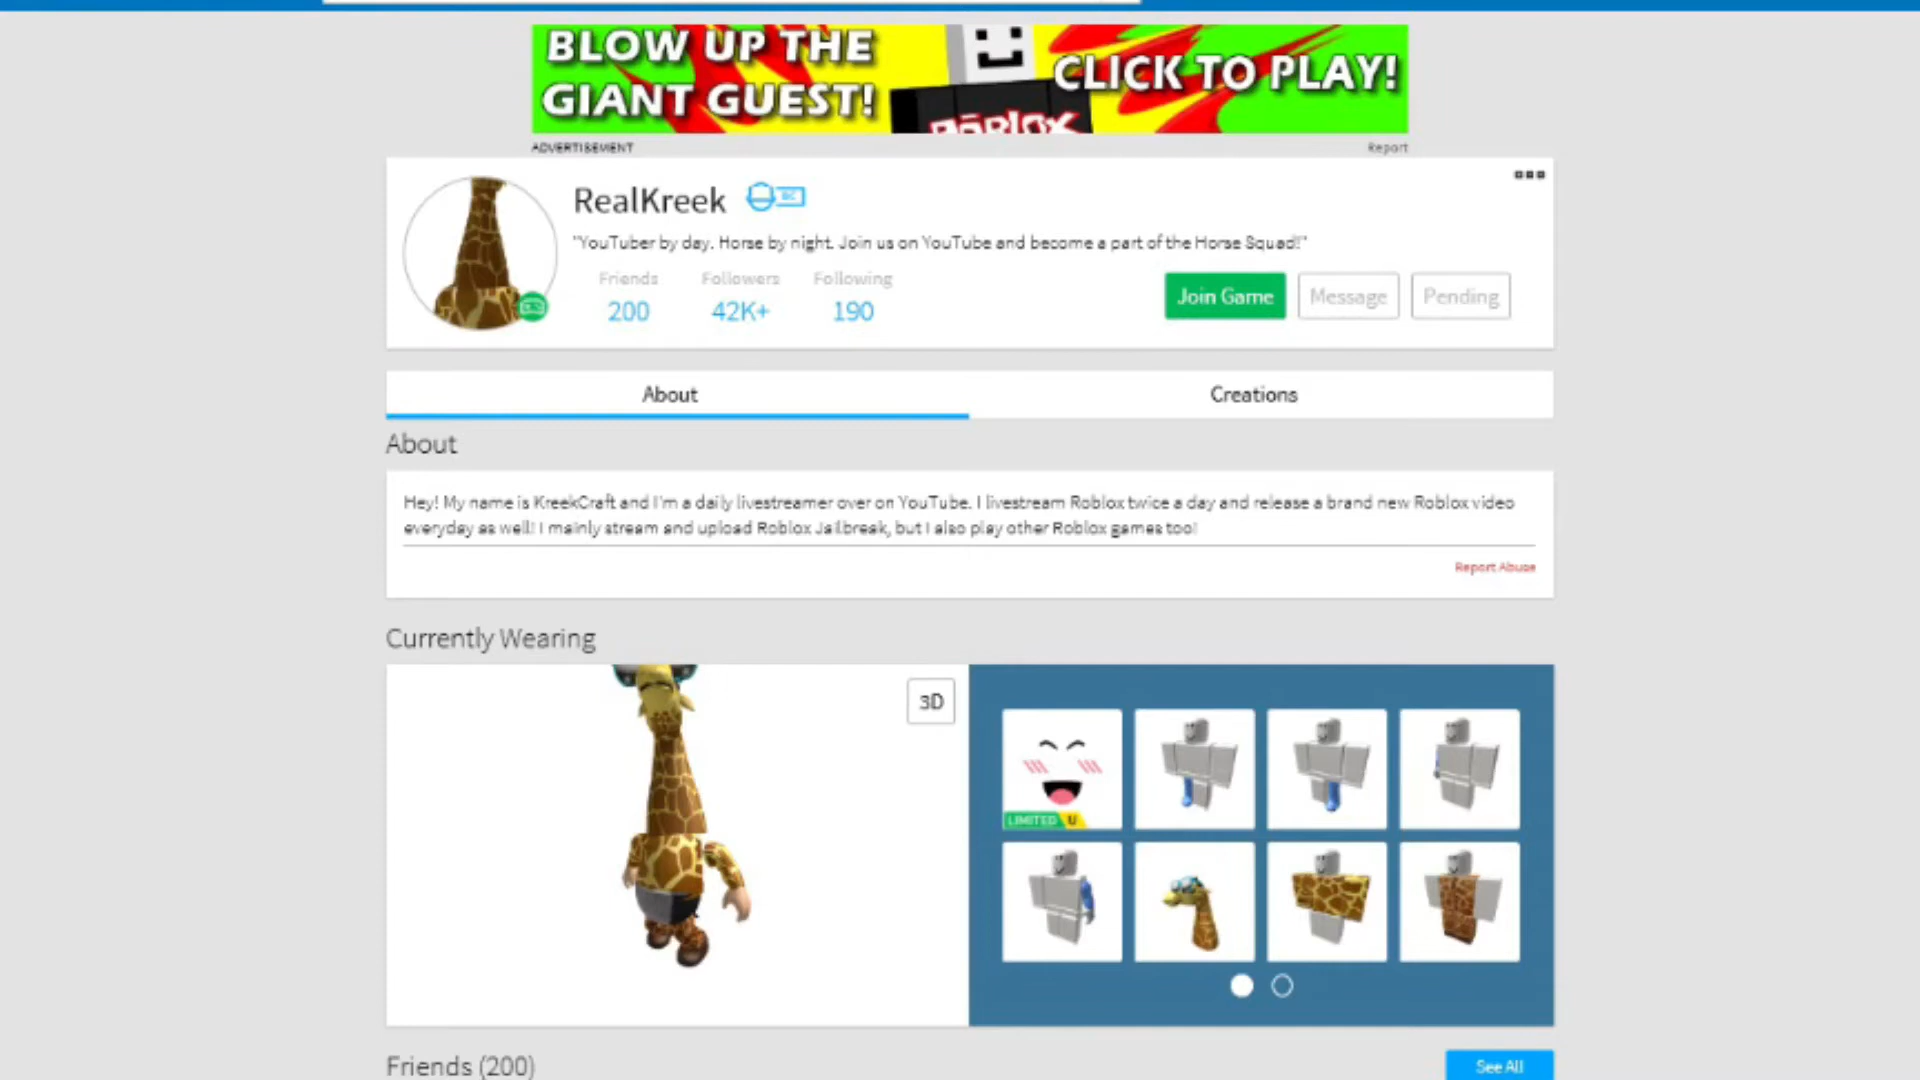 BLOW UP THE
GIANT GUEST!
CLICK TO PLAY!
ROBLOX
ADVERTISEMENT
Report
RealKreek
BC
"YouTuber by day. Horse by night. Join us on YouTube and become a part of the Horse Squad!"
Friends
Followers
Following
200
42K+
190
Join Game
Message
Pending
About
Creations
About
Hey! My name is KreekCraft and I'm a daily livestreamer over on YouTube. I livestream Roblox twice a day and release a brand new Roblox video
everyday as well! I mainly stream and upload Roblox Jailbreak, but I also play other Roblox games too!
Report Abuse
Currently Wearing
3D
LIMITED U
Friends (200)
See All